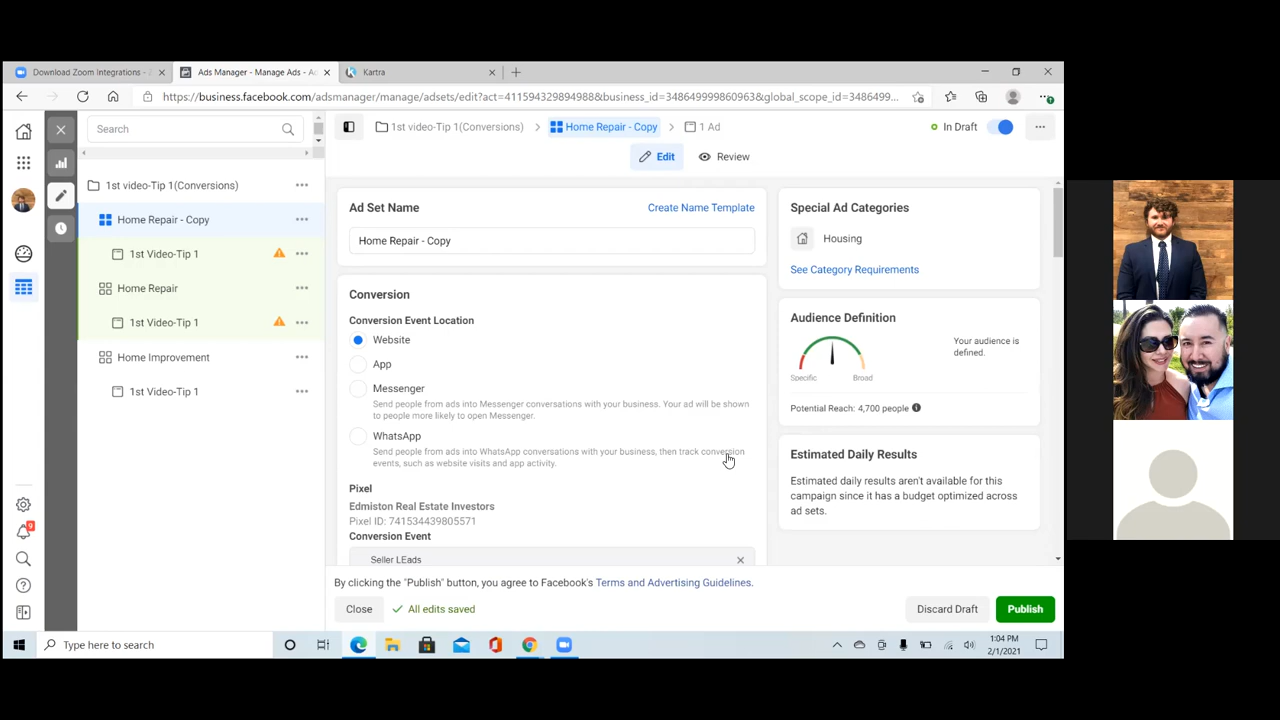 Download Zoom Integrations -
Ads Manager - Manage Ads - A
Kartra
https://business.facebook.com/adsmanager/manage/adsets/edit?act=411594329894988&business_id=348649999860963&global_scope_id=3486499...
Search
1st video-Tip 1(Conversions)
Home Repair - Copy
1 Ad
In Draft
Edit
Review
1st video-Tip 1(Conversions)
Home Repair - Copy
1st Video-Tip 1
Home Repair
1st Video-Tip 1
Home Improvement
1st Video-Tip 1
Ad Set Name
Create Name Template
Home Repair - Copy
Conversion
Conversion Event Location
Website
App
Messenger
Send people from ads into Messenger conversations with your business. Your ad will be shown
to people more likely to open Messenger.
WhatsApp
Send people from ads into WhatsApp conversations with your business, then track conversion
events, such as website visits and app activity.
Pixel
Edmiston Real Estate Investors
Pixel ID: 741534439805571
Conversion Event
Seller LEads
Special Ad Categories
Housing
See Category Requirements
Audience Definition
Your audience is
defined.
Specific
Broad
Potential Reach: 4,700 people
Estimated Daily Results
Estimated daily results aren't available for this
campaign since it has a budget optimized across
ad sets.
By clicking the "Publish" button, you agree to Facebook's Terms and Advertising Guidelines.
Close
All edits saved
Discard Draft
Publish
9
Type here to search
1:04 PM
2/1/2021